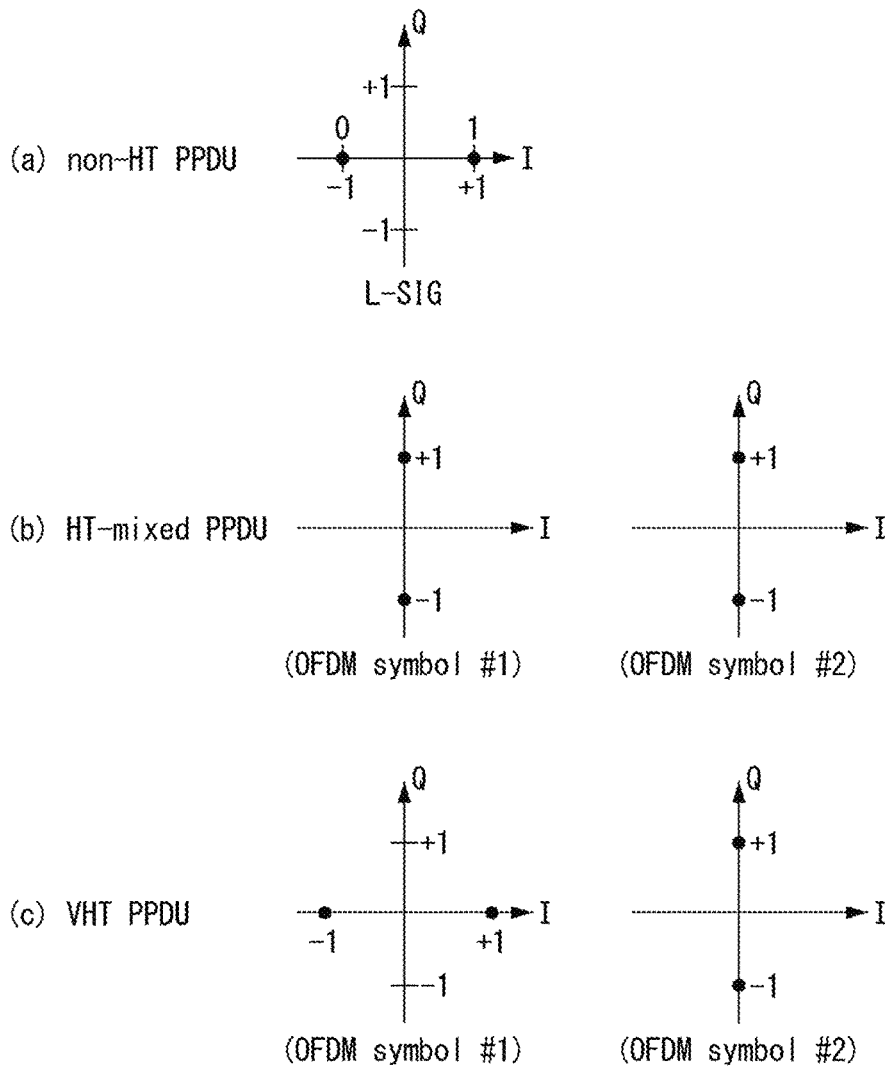 Q
+1
0 1
(a) non-HT PPDU I
-1 +1
-1
L-SIG
Q Q
+1 +1
(b) HT-mixed PPDU I I
-1 -1
(OFDM symbol #1) (OFDM symbol #2)
Q Q
+1 +1
(c) VHT PPDU I I
-1 +1
-1 -1
(OFDM symbol #1) (OFDM symbol #2)